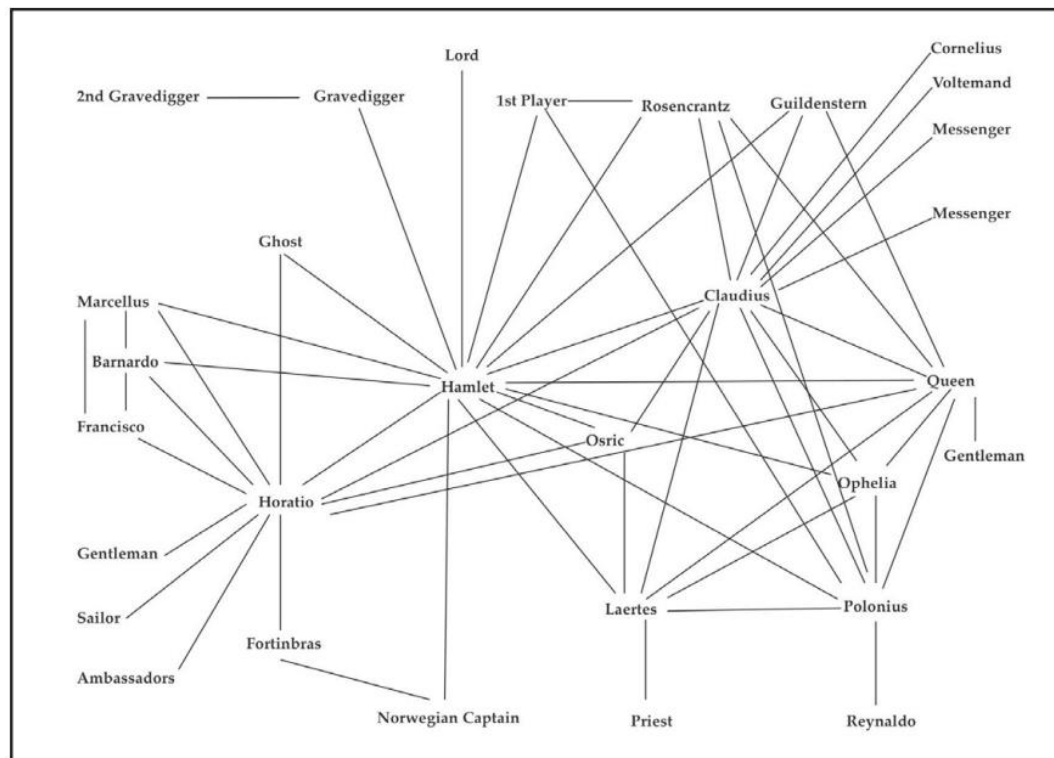 Lord
Cornelius
Voltemand
2nd Gravedigger
Gravedigger
1st Player
Rosencrantz
Guildenstern
Messenger
Messenger
Ghost
Claudius
Marcellus
Barnardo
Hamlet
Queen
Francisco
Osric
Gentleman
Ophelia
Horatio
Gentleman
Laertes
Polonius
Sailor
Fortinbras
Ambassadors
Norwegian Captain
Priest
Reynaldo